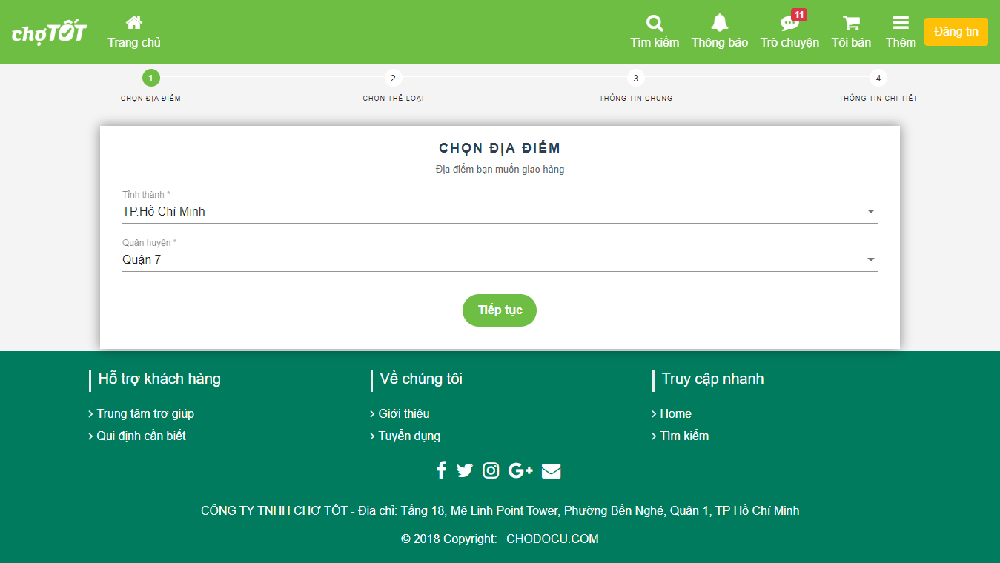 chợTỐT
Trang chủ
Tìm kiếm
Thông báo
11
Trò chuyện
Tôi bán
Thêm
Đăng tin
1
CHỌN ĐỊA ĐIỂM
2
CHỌN THỂ LOẠI
3
THÔNG TIN CHUNG
4
THÔNG TIN CHI TIẾT
CHỌN ĐỊA ĐIỂM
Địa điểm bạn muốn giao hàng
Tỉnh thành *
TP.Hồ Chí Minh
Quận huyện *
Quận 7
Tiếp tục
Hỗ trợ khách hàng
Trung tâm trợ giúp
Qui định cần biết
Về chúng tôi
Giới thiệu
Tuyển dụng
Truy cập nhanh
Home
Tìm kiếm
CÔNG TY TNHH CHỢ TỐT - Địa chỉ: Tầng 18, Mê Linh Point Tower, Phường Bến Nghé, Quận 1, TP Hồ Chí Minh
© 2018 Copyright: CHODOCU.COM